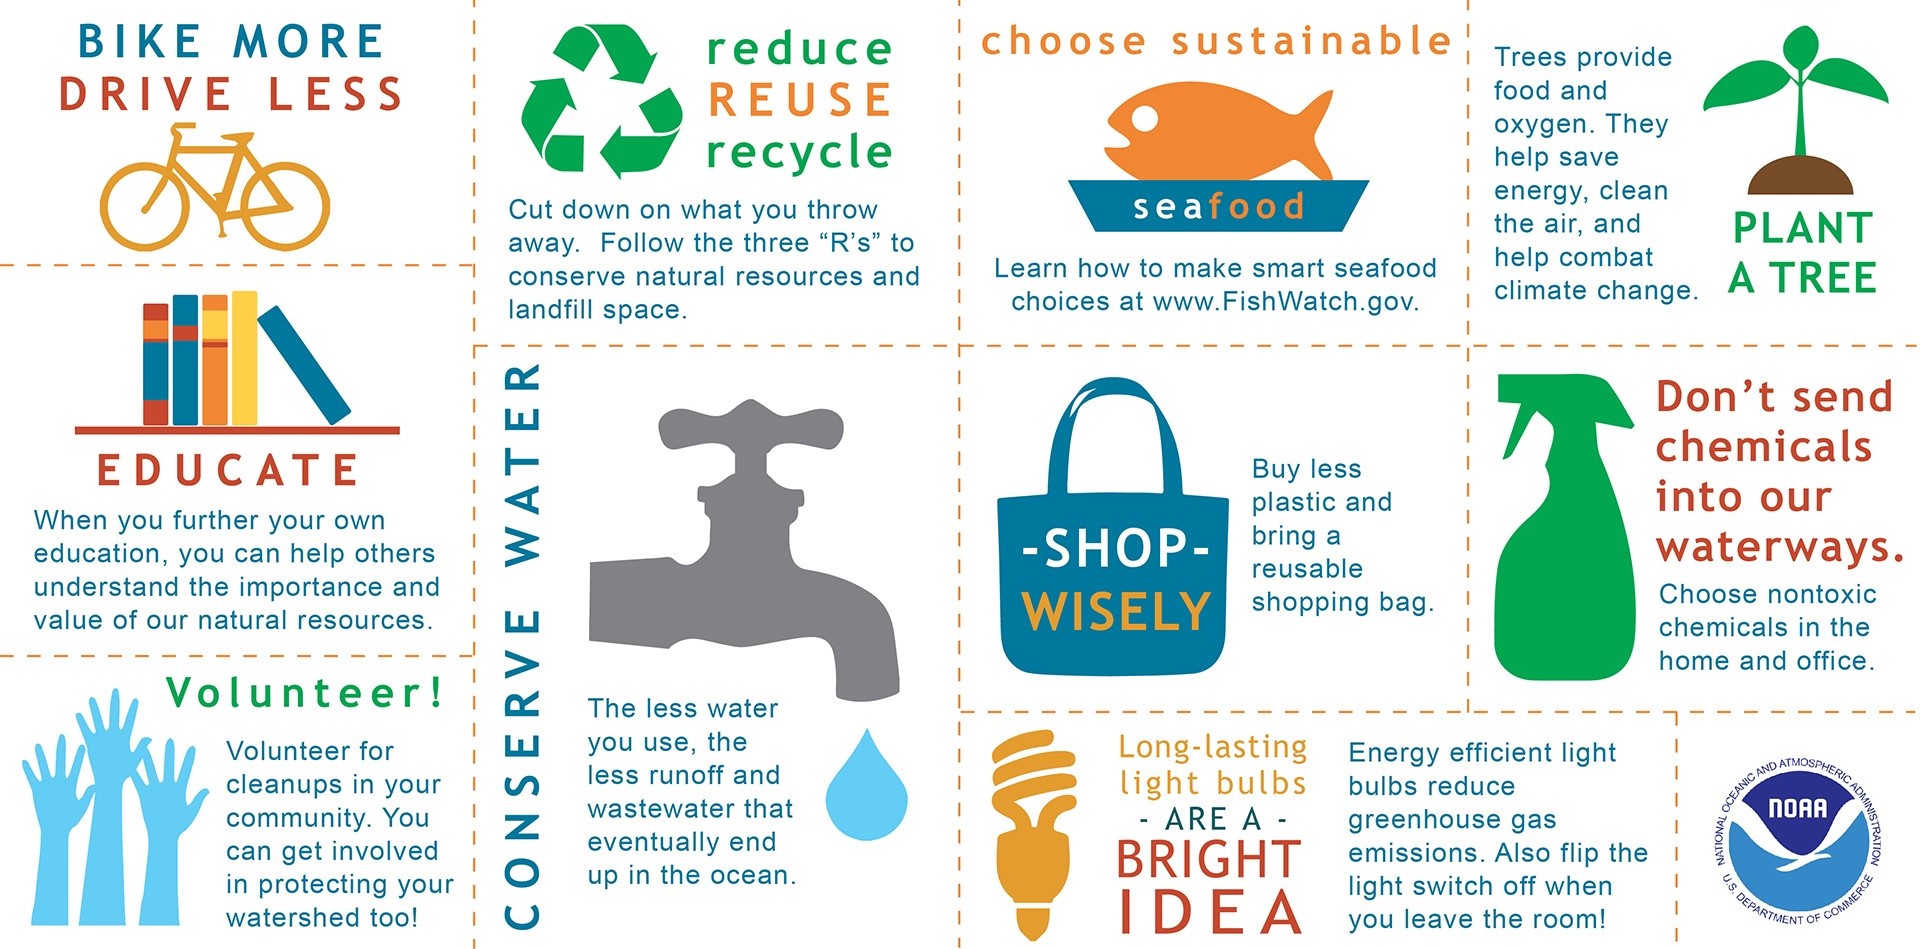 BIKE MORE
DRIVE LESS
EDUCATE
When you further your own
education, you can help others
understand the importance and
value of our natural resources.
Volunteer!
Volunteer for
cleanups in your
community. You
can get involved
in protecting your
watershed too!
reduce
REUSE
recycle
Cut down on what you throw
away.  Follow the three “R’s” to
conserve natural resources and
landfill space.
CONSERVE WATER
The less water
you use, the
less runoff and
wastewater that
eventually end
up in the ocean.
choose sustainable
seafood
Learn how to make smart seafood
choices at www.FishWatch.gov.
Trees provide
food and
oxygen. They
help save
energy, clean
the air, and
help combat
climate change.
PLANT
A TREE
-SHOP-
WISELY
Buy less
plastic and
bring a
reusable
shopping bag.
Don’t send
chemicals
into our
waterways.
Choose nontoxic
chemicals in the
home and office.
Long-lasting
light bulbs
- ARE A -
BRIGHT
IDEA
Energy efficient light
bulbs reduce
greenhouse gas
emissions. Also flip the
light switch off when
you leave the room!
NATIONAL OCEANIC AND ATMOSPHERIC ADMINISTRATION
NOAA
U.S. DEPARTMENT OF COMMERCE